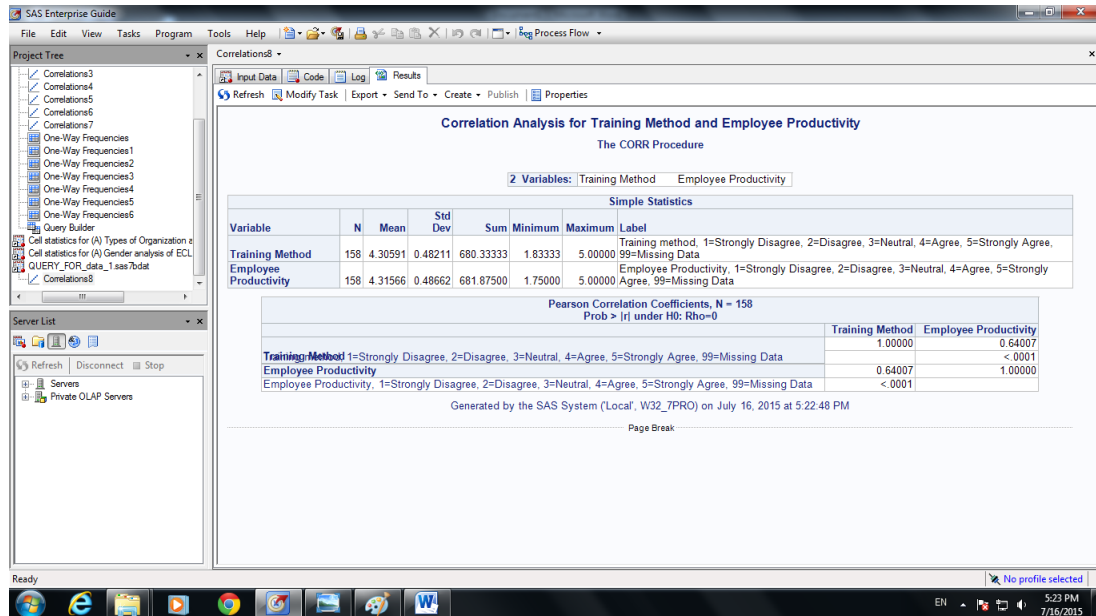 SAS Enterprise Guide
File Edit View Tasks Program Tools Help Process Flow
Project Tree
Correlations3
Correlations4
Correlations5
Correlations6
Correlations7
One-Way Frequencies
One-Way Frequencies1
One-Way Frequencies2
One-Way Frequencies3
One-Way Frequencies4
One-Way Frequencies5
One-Way Frequencies6
Query Builder
Cell statistics for (A) Types of Organization a
Cell statistics for (A) Gender analysis of ECL
QUERY_FOR_data_1.sas7bdat
Correlations8
Server List
Refresh Disconnect Stop
Servers
Private OLAP Servers
Correlations8
Input Data Code Log Results
Refresh Modify Task Export Send To Create Publish Properties
Correlation Analysis for Training Method and Employee Productivity
The CORR Procedure
2 Variables: Training Method Employee Productivity
Simple Statistics
Variable N Mean Std Dev Sum Minimum Maximum Label
Training Method 158 4.30591 0.48211 680.33333 1.83333 5.00000 Training method, 1=Strongly Disagree, 2=Disagree, 3=Neutral, 4=Agree, 5=Strongly Agree, 99=Missing Data
Employee Productivity 158 4.31566 0.48662 681.87500 1.75000 5.00000 Employee Productivity, 1=Strongly Disagree, 2=Disagree, 3=Neutral, 4=Agree, 5=Strongly Agree, 99=Missing Data
Pearson Correlation Coefficients, N = 158
Prob > |r| under H0: Rho=0
Training Method Employee Productivity
Training Method 1.00000 0.64007
Training method, 1=Strongly Disagree, 2=Disagree, 3=Neutral, 4=Agree, 5=Strongly Agree, 99=Missing Data <.0001
Employee Productivity 0.64007 1.00000
Employee Productivity, 1=Strongly Disagree, 2=Disagree, 3=Neutral, 4=Agree, 5=Strongly Agree, 99=Missing Data <.0001
Generated by the SAS System ('Local', W32_7PRO) on July 16, 2015 at 5:22:48 PM
Page Break
Ready
No profile selected
EN
5:23 PM
7/16/2015